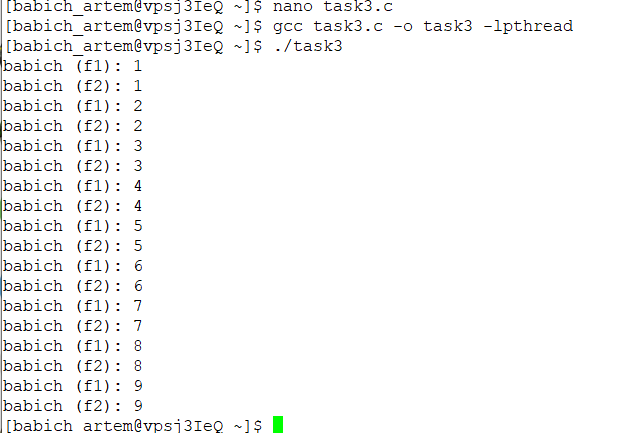 [babich_artem@vpsj3IeQ ~]$ nano task3.c
[babich_artem@vpsj3IeQ ~]$ gcc task3.c -o task3 -lpthread
[babich_artem@vpsj3IeQ ~]$ ./task3
babich (f1): 1
babich (f2): 1
babich (f1): 2
babich (f2): 2
babich (f1): 3
babich (f2): 3
babich (f1): 4
babich (f2): 4
babich (f1): 5
babich (f2): 5
babich (f1): 6
babich (f2): 6
babich (f1): 7
babich (f2): 7
babich (f1): 8
babich (f2): 8
babich (f1): 9
babich (f2): 9
[babich_artem@vpsj3IeQ ~]$